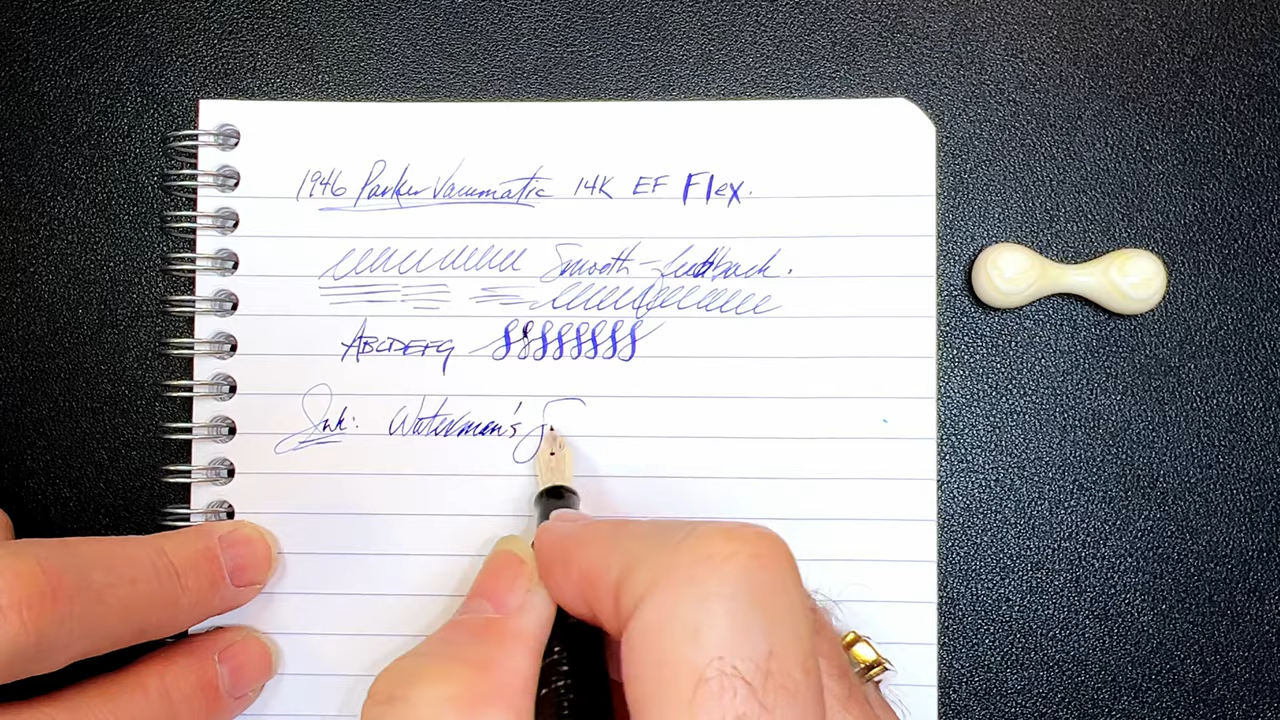 1946 Parker Vacumatic 14K EF Flex.
Smooth - feedback.
ABCDEFG
Ink: Waterman's